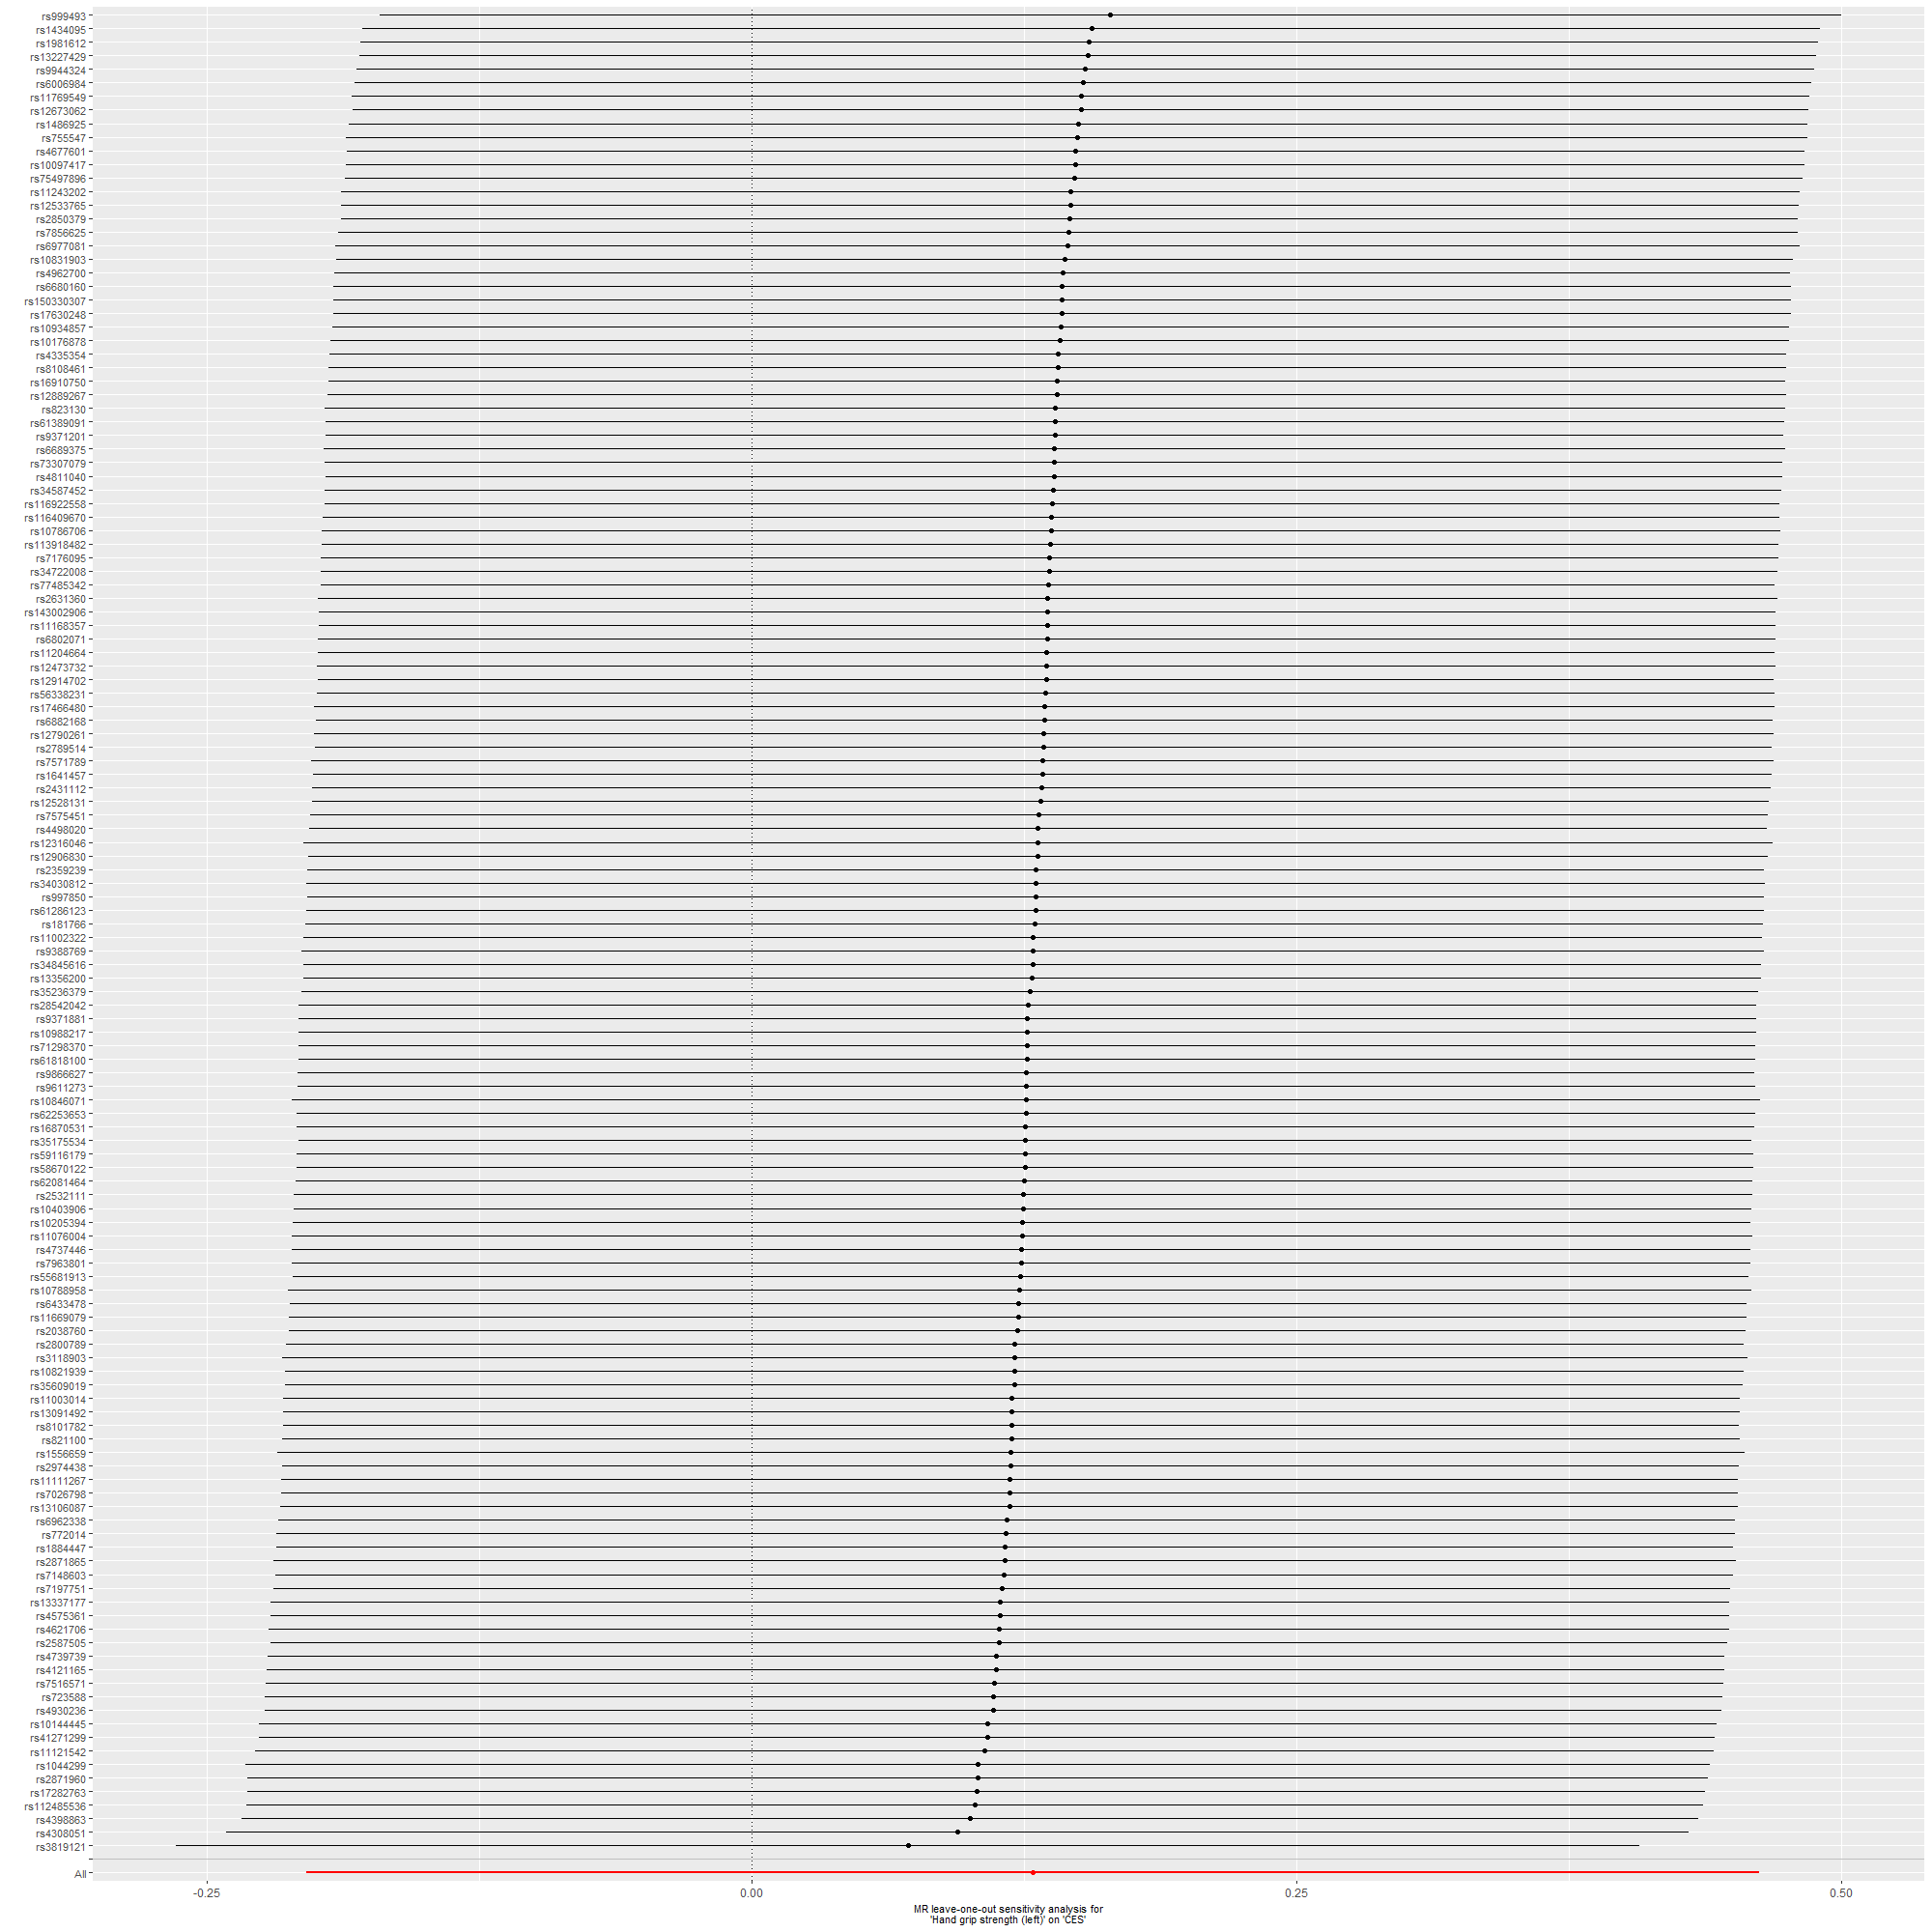 rs999493
rs1434095
rs1981612
rs13227429
rs9944324
rs6006984
rs11769549
rs12673062
rs1486925
rs755547
rs4677601
rs10097417
rs75497896
rs11243202
rs12533765
rs2850379
rs7856625
rs6977081
rs10831903
rs4962700
rs6680160
rs150330307
rs17630248
rs10934857
rs10176878
rs4335354
rs8108461
rs16910750
rs12889267
rs823130
rs61389091
rs9371201
rs6689375
rs73307079
rs4811040
rs34587452
rs116922558
rs116409670
rs10786706
rs113918482
rs7176095
rs34722008
rs77485342
rs2631360
rs143002906
rs11168357
rs6802071
rs11204664
rs12473732
rs12914702
rs56338231
rs17466480
rs6882168
rs12790261
rs2789514
rs7571789
rs1641457
rs2431112
rs12528131
rs7575451
rs4498020
rs12316046
rs12906830
rs2359239
rs34030812
rs997850
rs61286123
rs181766
rs11002322
rs9388769
rs34845616
rs13356200
rs35236379
rs28542042
rs9371881
rs10988217
rs71298370
rs61818100
rs9866627
rs9611273
rs10846071
rs62253653
rs16870531
rs35175534
rs59116179
rs58670122
rs62081464
rs2532111
rs10403906
rs10205394
rs11076004
rs4737446
rs7963801
rs55681913
rs10788958
rs6433478
rs11669079
rs2038760
rs2800789
rs3118903
rs10821939
rs35609019
rs11003014
rs13091492
rs8101782
rs821100
rs1556659
rs2974438
rs11111267
rs7026798
rs13106087
rs6962338
rs772014
rs1884447
rs2871865
rs7148603
rs7197751
rs13337177
rs4575361
rs4621706
rs2587505
rs4739739
rs4121165
rs7516571
rs723588
rs4930236
rs10144445
rs41271299
rs11121542
rs1044299
rs2871960
rs17282763
rs112485536
rs4398863
rs4308051
rs3819121
All
-0.25 0.00 0.25 0.50
MR leave-one-out sensitivity analysis for
'Hand grip strength (left)' on 'CES'